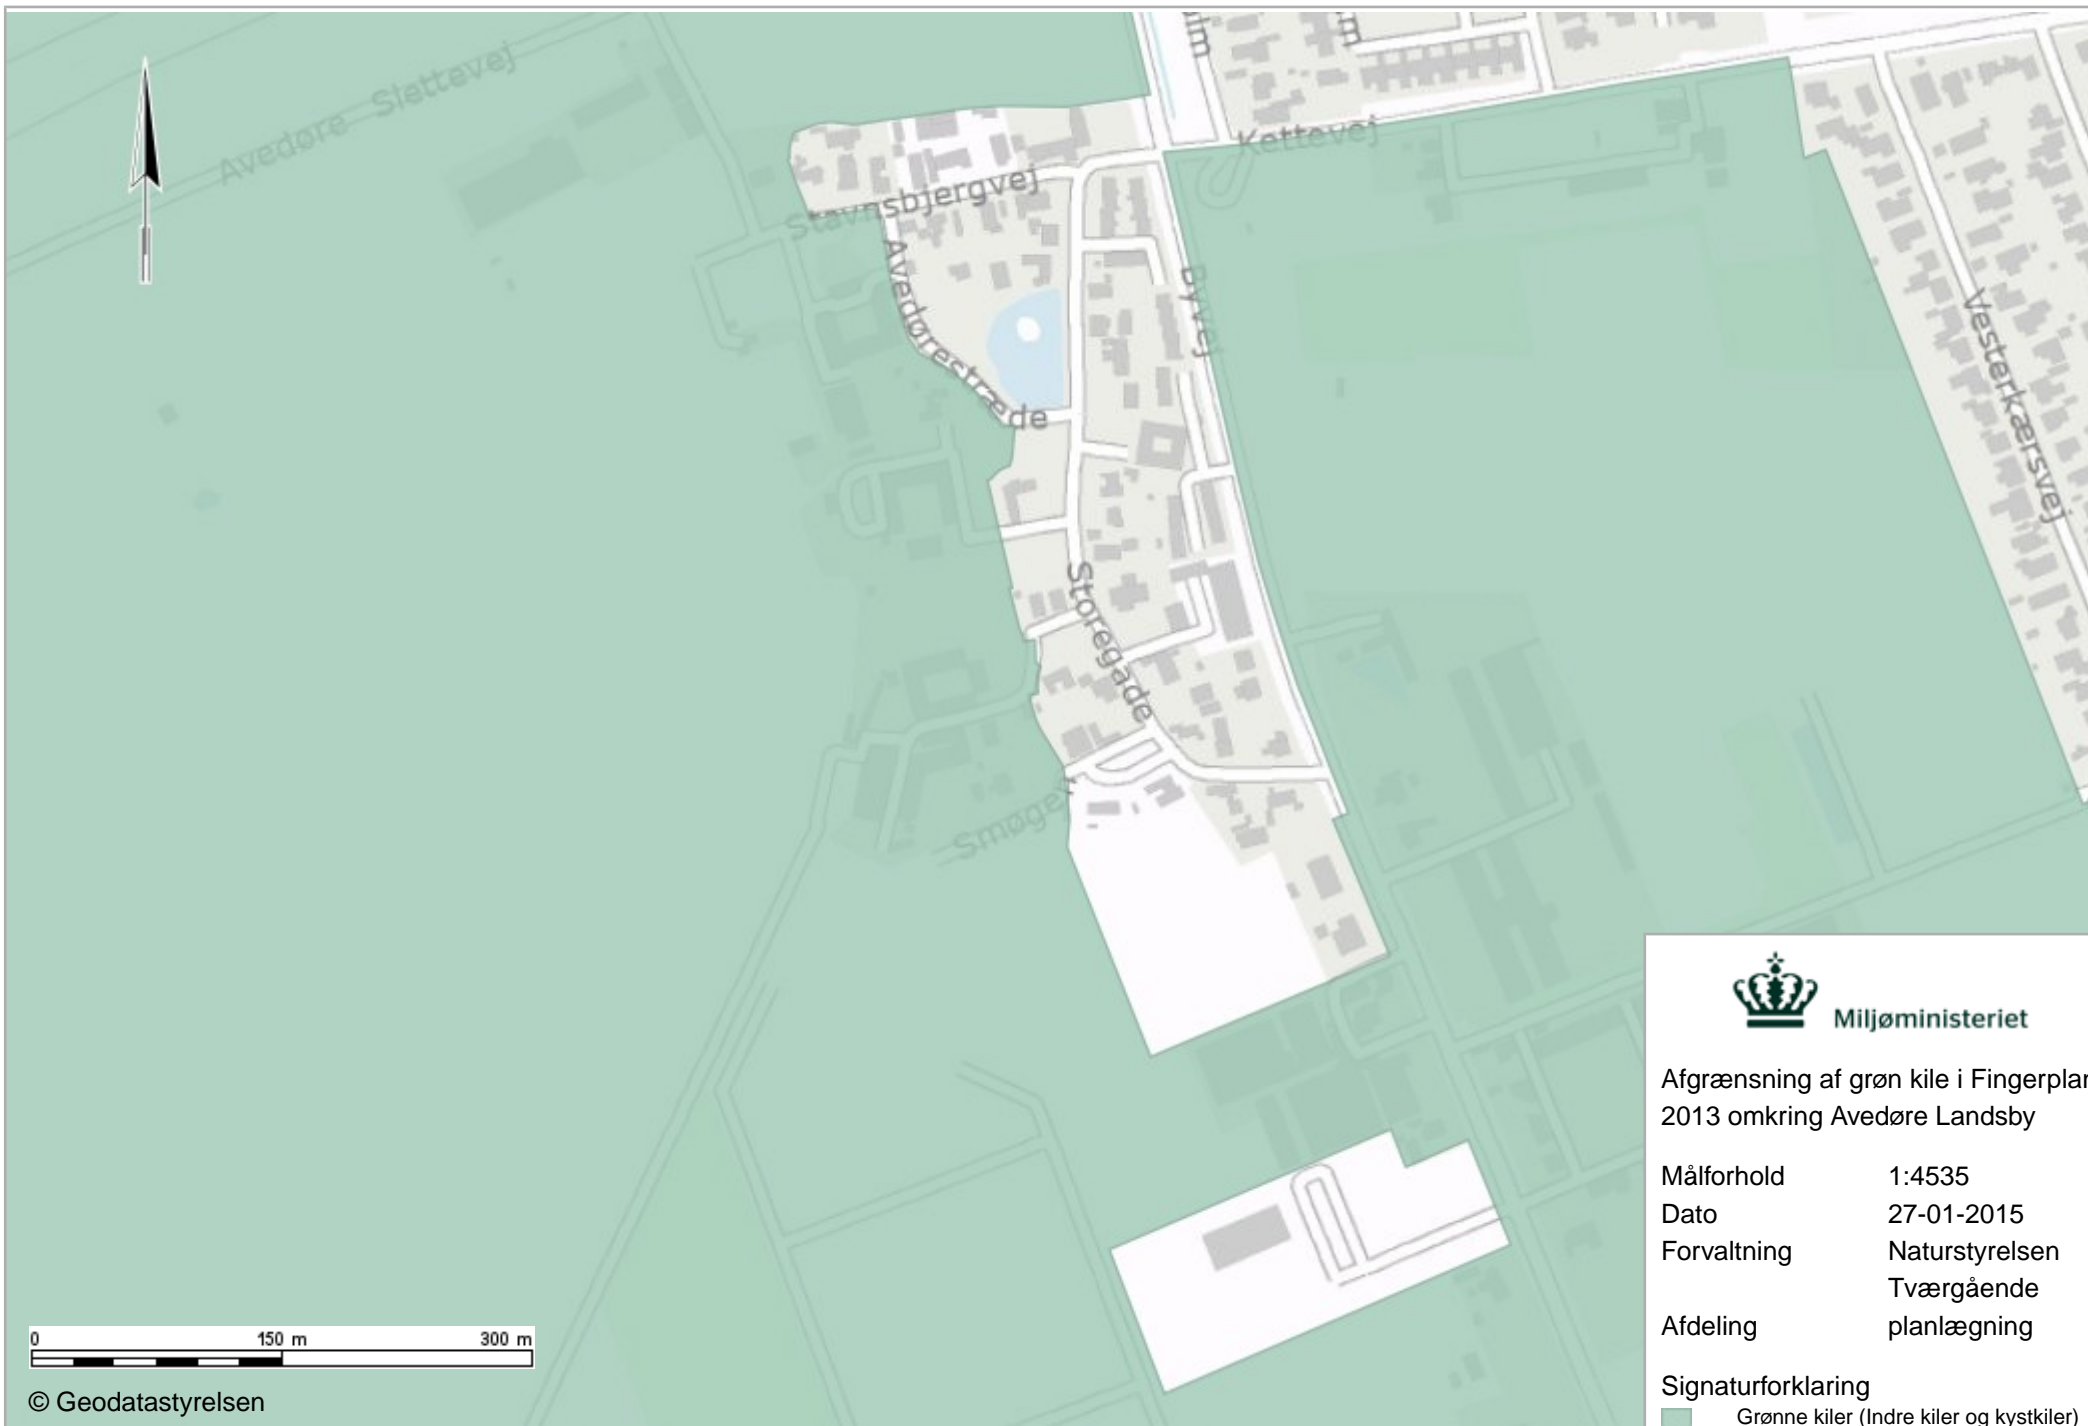 Avedøre Slettevej
Kettevej
Stavnsbjergvej
Avedørestræde
Byvej
Vesterkærsvej
Storegade
Miljøministeriet
Afgrænsning af grøn kile i Fingerplan
2013 omkring Avedøre Landsby
Målforhold 1:4535
Dato 27-01-2015
Forvaltning Naturstyrelsen
Tværgående
Afdeling planlægning
Signaturforklaring
Grønne kiler (Indre kiler og kystkiler)
0 150 m 300 m
© Geodatastyrelsen